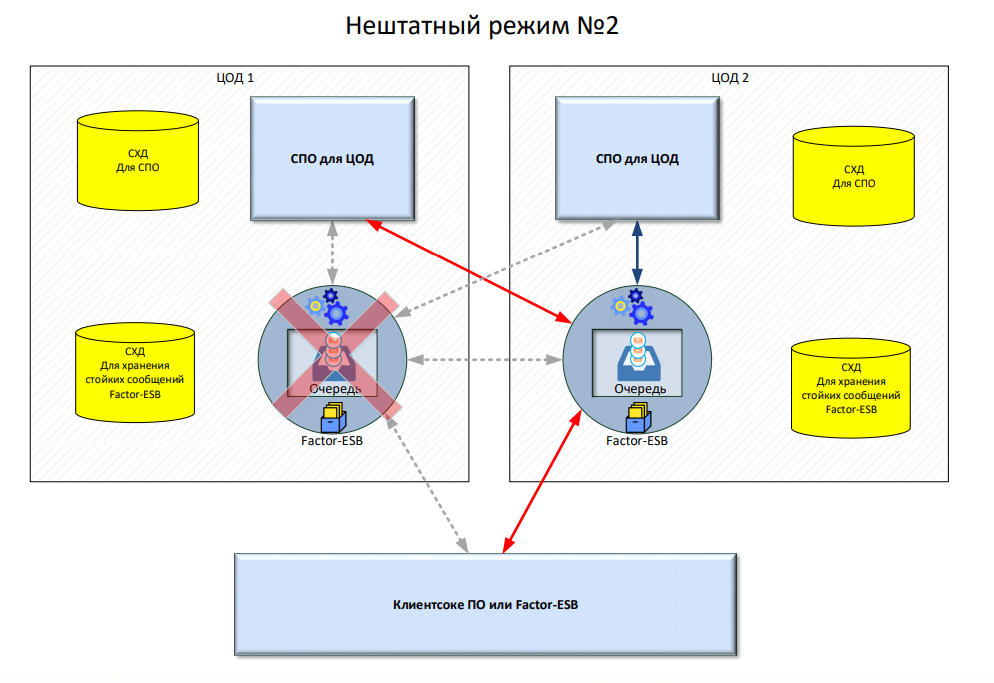 Нештатный режим №2
ЦОД 1
ЦОД 2
СХД
Для СПО
СПО для ЦОД
СПО для ЦОД
СХД
Для СПО
СХД
Для хранения
стойких сообщений
Factor-ESB
Очередь
Factor-ESB
Очередь
Factor-ESB
СХД
Для хранения
стойких сообщений
Factor-ESB
Клиентсоке ПО или Factor-ESB